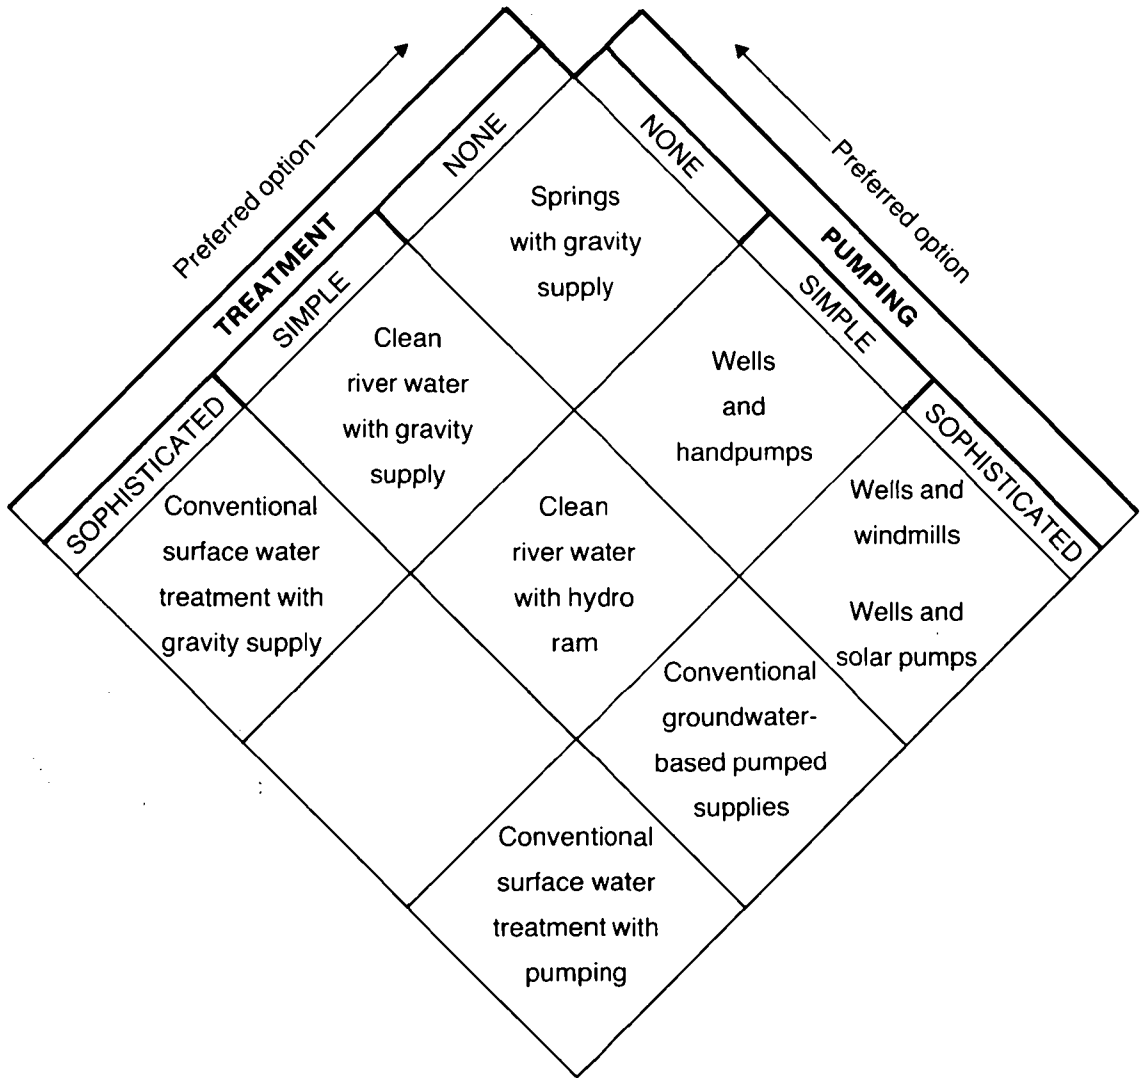 Preferred option
TREATMENT
NONE
SIMPLE
SOPHISTICATED
Preferred option
PUMPING
NONE
SIMPLE
SOPHISTICATED
Springs
with gravity
supply
Clean
river water
with gravity
supply
Wells
and
handpumps
Conventional
surface water
treatment with
gravity supply
Clean
river water
with hydro
ram
Wells and
windmills
Wells and
solar pumps
Conventional
groundwater-
based pumped
supplies
Conventional
surface water
treatment with
pumping